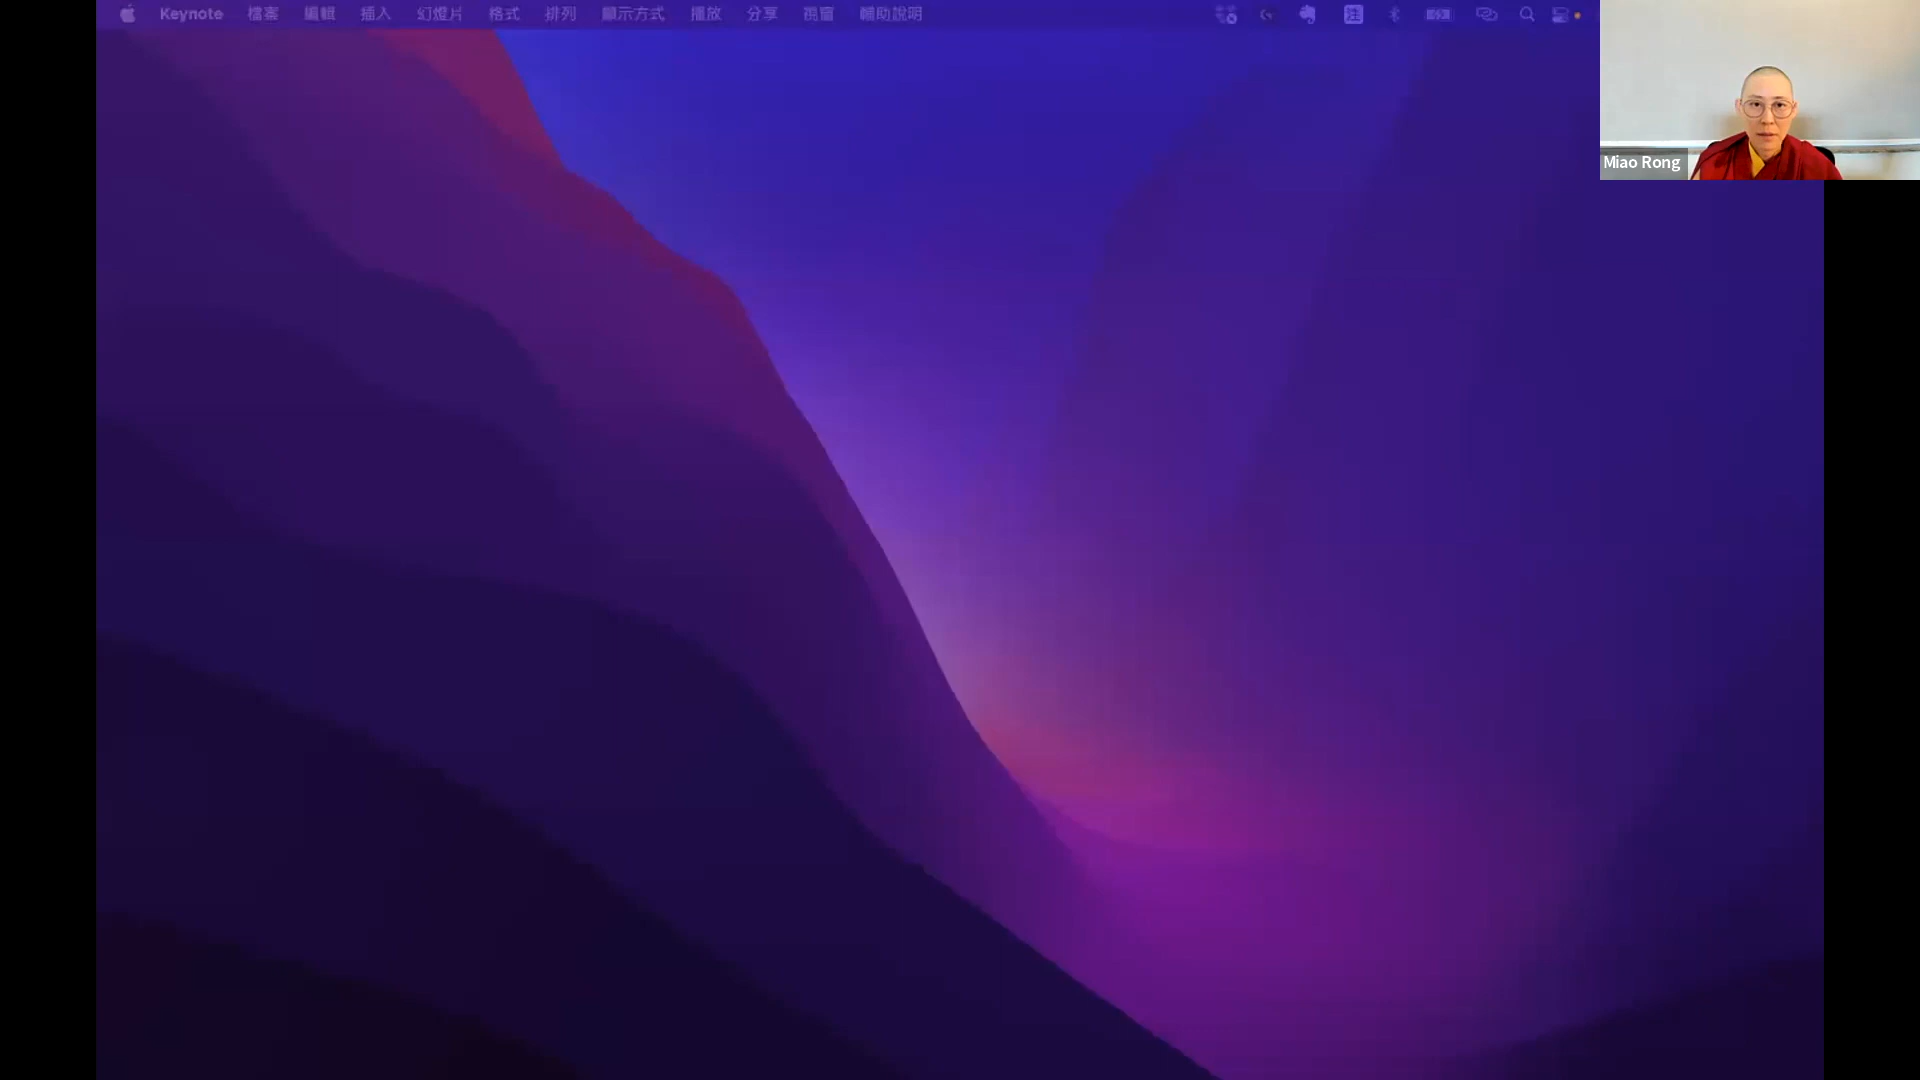 Keynote 檔案 編輯 插入 幻燈片 格式 排列 顯示方式 播放 分享 視窗 輔助說明 注
Miao Rong